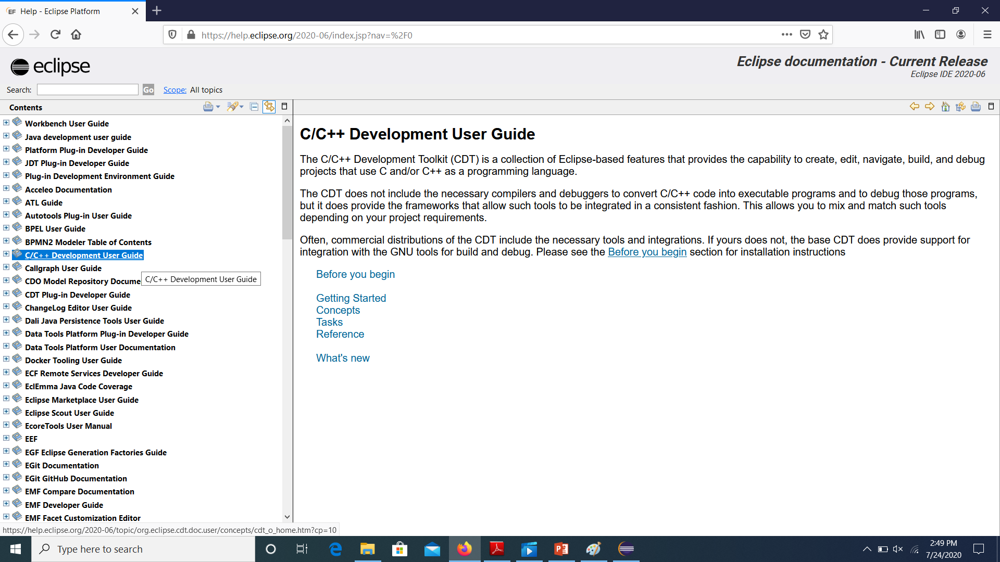 Help - Eclipse Platform
https://help.eclipse.org/2020-06/index.jsp?nav=%2F0
eclipse
Eclipse documentation - Current Release
Eclipse IDE 2020-06
Search: Go Scope: All topics
Contents
Workbench User Guide
Java development user guide
Platform Plug-in Developer Guide
JDT Plug-in Developer Guide
Plug-in Development Environment Guide
Acceleo Documentation
ATL Guide
Autotools Plug-in User Guide
BPEL User Guide
BPMN2 Modeler Table of Contents
C/C++ Development User Guide
Callgraph User Guide
CDO Model Repository Docume
C/C++ Development User Guide
CDT Plug-in Developer Guide
ChangeLog Editor User Guide
Dali Java Persistence Tools User Guide
Data Tools Platform Plug-in Developer Guide
Data Tools Platform User Documentation
Docker Tooling User Guide
ECF Remote Services Developer Guide
EclEmma Java Code Coverage
Eclipse Marketplace User Guide
Eclipse Scout User Guide
EcoreTools User Manual
EEF
EGF Eclipse Generation Factories Guide
EGit Documentation
EGit GitHub Documentation
EMF Compare Documentation
EMF Developer Guide
EMF Facet Customization Editor
C/C++ Development User Guide
The C/C++ Development Toolkit (CDT) is a collection of Eclipse-based features that provides the capability to create, edit, navigate, build, and debug
projects that use C and/or C++ as a programming language.
The CDT does not include the necessary compilers and debuggers to convert C/C++ code into executable programs and to debug those programs,
but it does provide the frameworks that allow such tools to be integrated in a consistent fashion. This allows you to mix and match such tools
depending on your project requirements.
Often, commercial distributions of the CDT include the necessary tools and integrations. If yours does not, the base CDT does provide support for
integration with the GNU tools for build and debug. Please see the Before you begin section for installation instructions
Before you begin
Getting Started
Concepts
Tasks
Reference
What's new
https://help.eclipse.org/2020-06/topic/org.eclipse.cdt.doc.user/concepts/cdt_o_home.htm?cp=10
Type here to search
2:49 PM
7/24/2020